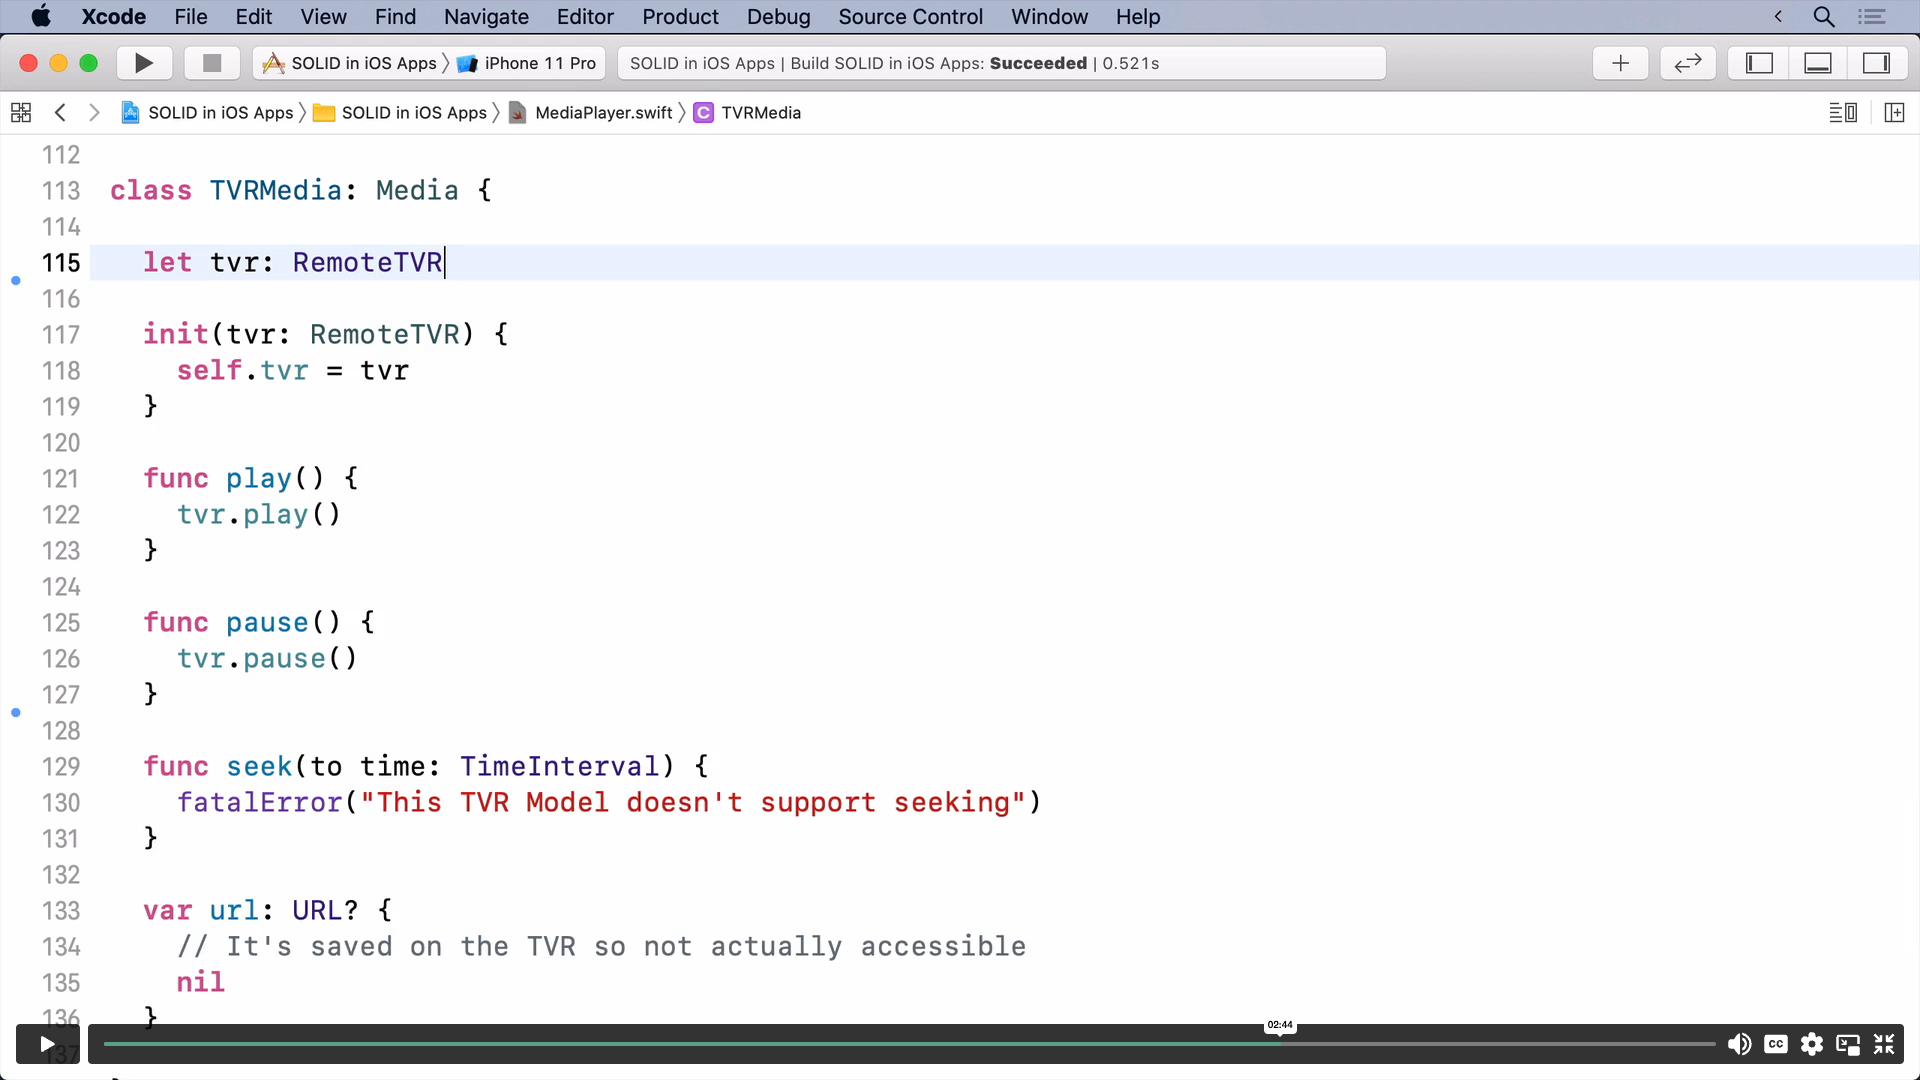 Xcode File Edit View Find Navigate Editor Product Debug Source Control Window Help
SOLID in iOS Apps iPhone 11 Pro SOLID in iOS Apps | Build SOLID in iOS Apps: Succeeded | 0.521s
SOLID in iOS Apps SOLID in iOS Apps MediaPlayer.swift C TVRMedia
112
113 class TVRMedia: Media {
114
115 let tvr: RemoteTVR
116
117 init(tvr: RemoteTVR) {
118 self.tvr = tvr
119 }
120
121 func play() {
122 tvr.play()
123 }
124
125 func pause() {
126 tvr.pause()
127 }
128
129 func seek(to time: TimeInterval) {
130 fatalError("This TVR Model doesn't support seeking")
131 }
132
133 var url: URL? {
134 // It's saved on the TVR so not actually accessible
135 nil
136 }
02:44
137
CC